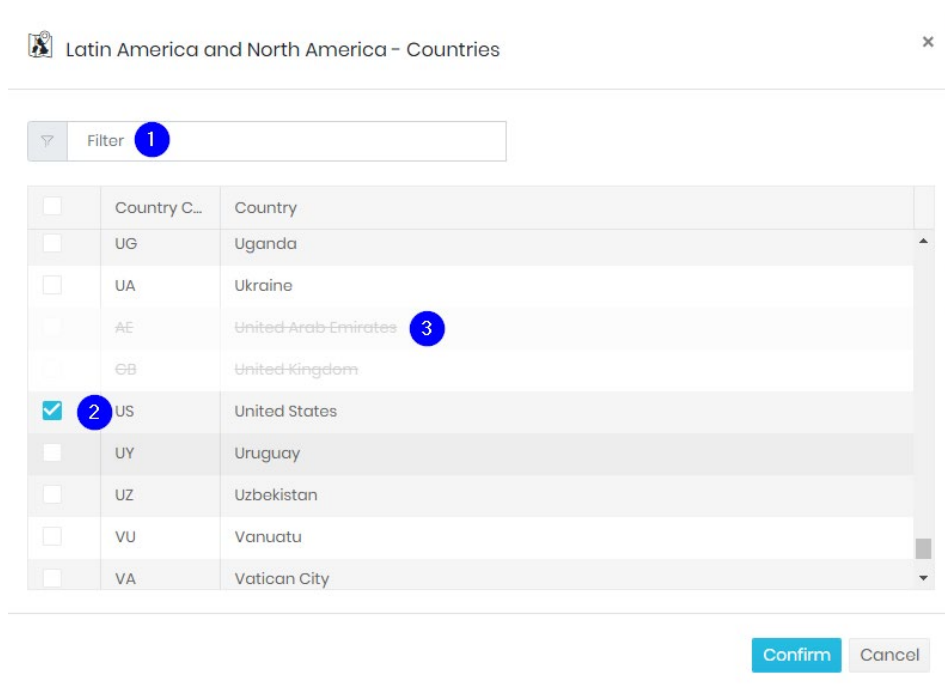 Latin America and North America - Countries
×
Filter 1
Country C... Country
UG Uganda
UA Ukraine
AE United Arab Emirates 3
GB United Kingdom
2 US United States
UY Uruguay
UZ Uzbekistan
VU Vanuatu
VA Vatican City
Confirm Cancel